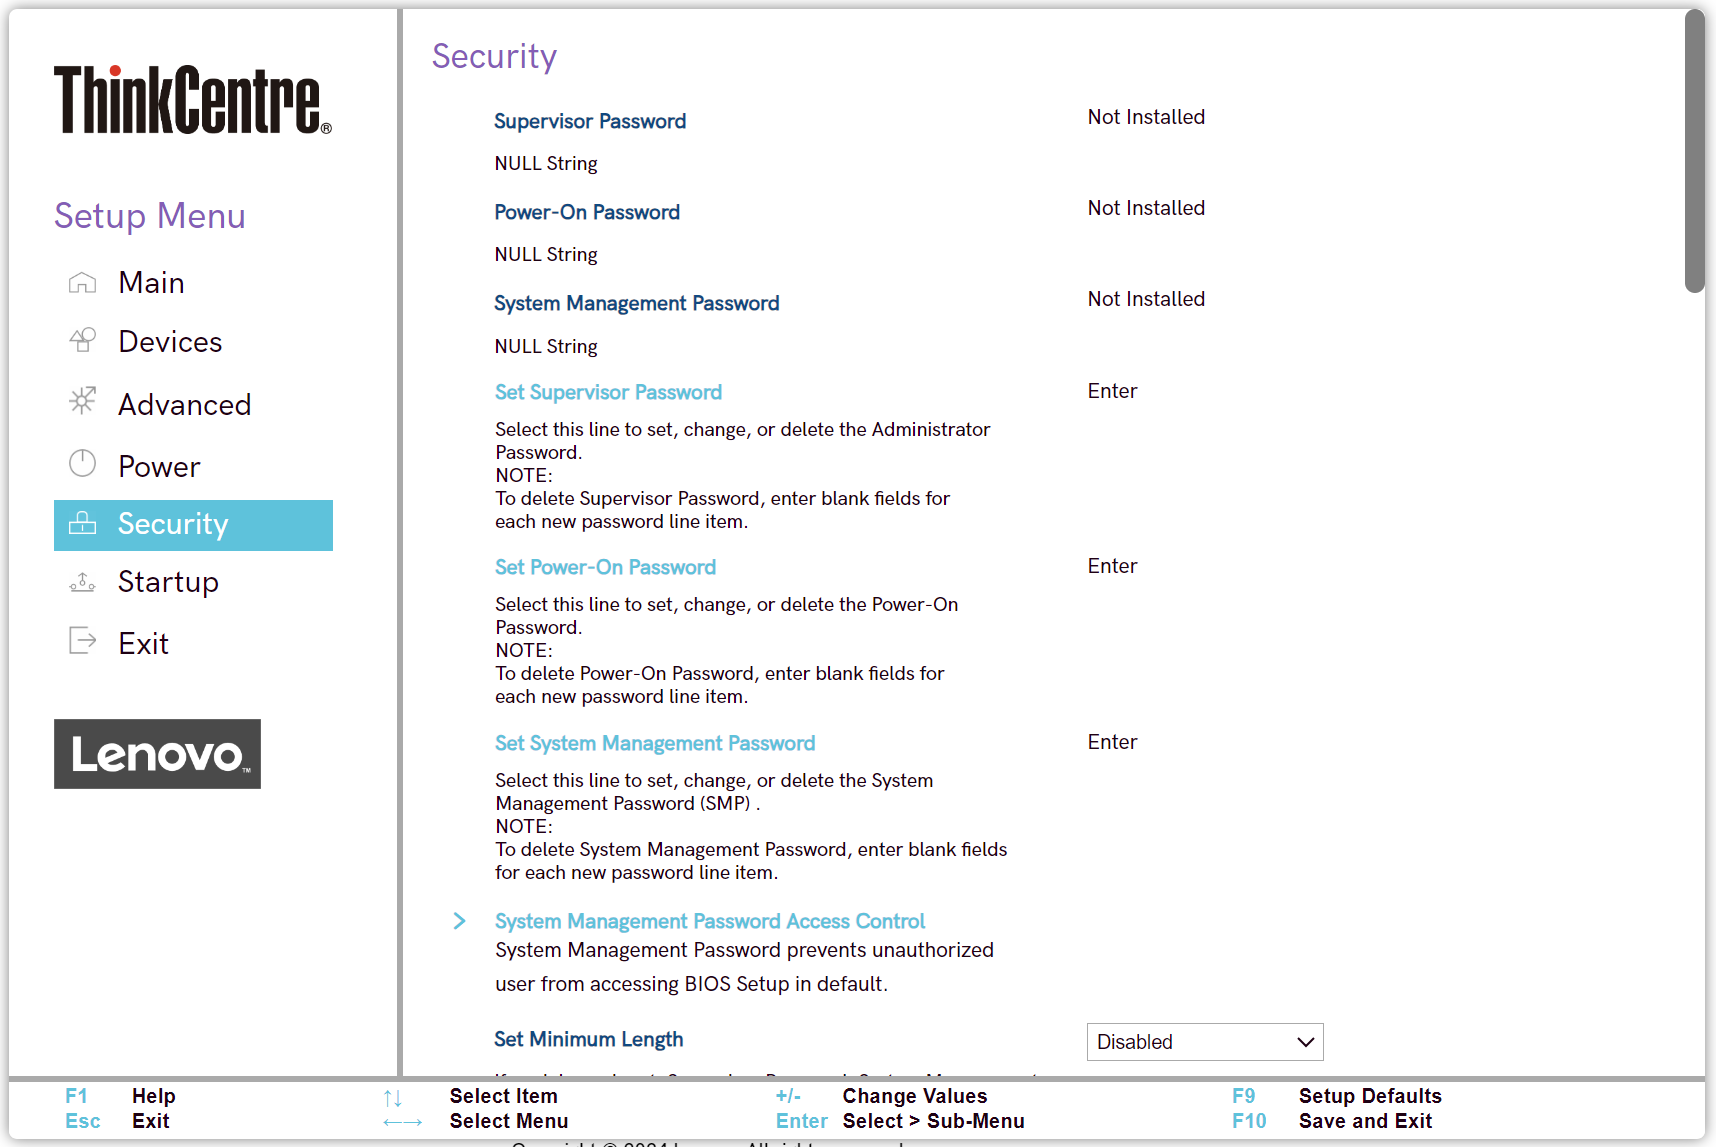 ThinkCentre®
Setup Menu
Main
Devices
Advanced
Power
Security
Startup
Exit
Lenovo™
Security
Supervisor Password Not Installed
NULL String
Power-On Password Not Installed
NULL String
System Management Password Not Installed
NULL String
Set Supervisor Password Enter
Select this line to set, change, or delete the Administrator
Password.
NOTE:
To delete Supervisor Password, enter blank fields for
each new password line item.
Set Power-On Password Enter
Select this line to set, change, or delete the Power-On
Password.
NOTE:
To delete Power-On Password, enter blank fields for
each new password line item.
Set System Management Password Enter
Select this line to set, change, or delete the System
Management Password (SMP) .
NOTE:
To delete System Management Password, enter blank fields
for each new password line item.
> System Management Password Access Control
System Management Password prevents unauthorized
user from accessing BIOS Setup in default.
Set Minimum Length Disabled
F1 Help ↑↓ Select Item +/- Change Values F9 Setup Defaults
Esc Exit ←→ Select Menu Enter Select > Sub-Menu F10 Save and Exit